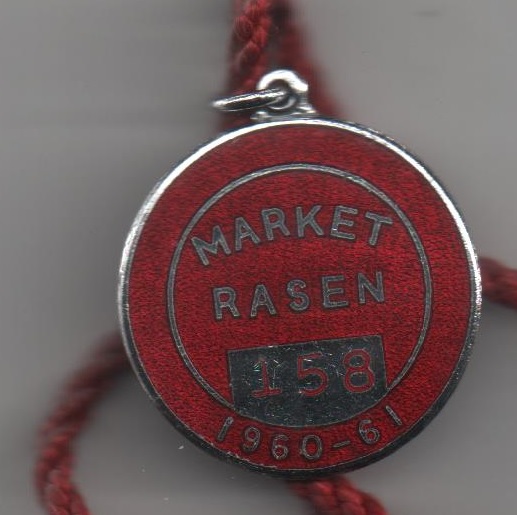 MARKET
RASEN
158
1960-61